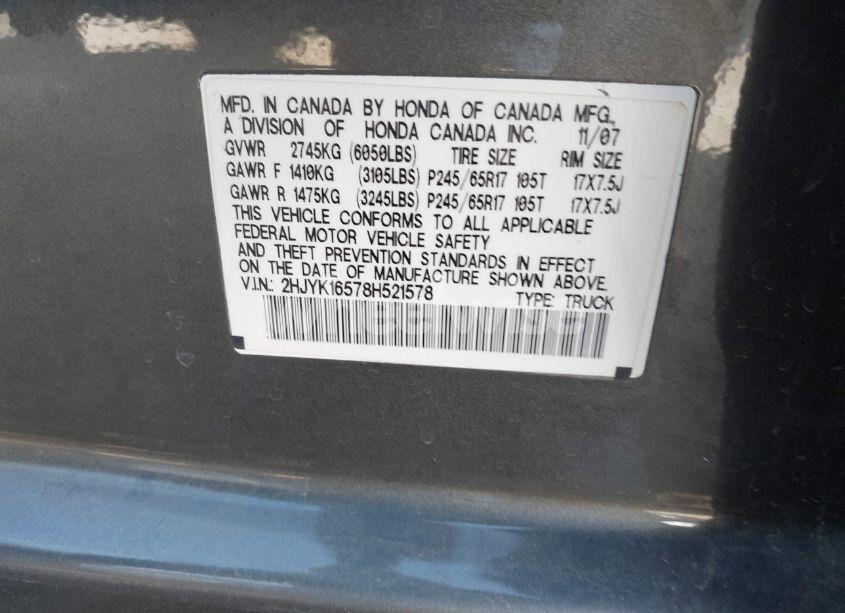 MFD. IN CANADA BY HONDA OF CANADA MFG.,
A DIVISION OF HONDA CANADA INC. 11/07
GVWR 2745KG (6050LBS) TIRE SIZE RIM SIZE
GAWR F 1410KG (3105LBS) P245/65R17 105T 17X7.5J
GAWR R 1475KG (3245LBS) P245/65R17 105T 17X7.5J
THIS VEHICLE CONFORMS TO ALL APPLICABLE
FEDERAL MOTOR VEHICLE SAFETY
AND THEFT PREVENTION STANDARDS IN EFFECT
ON THE DATE OF MANUFACTURE SHOWN ABOVE.
V.I.N.: 2HJYK16578H521578 TYPE: TRUCK